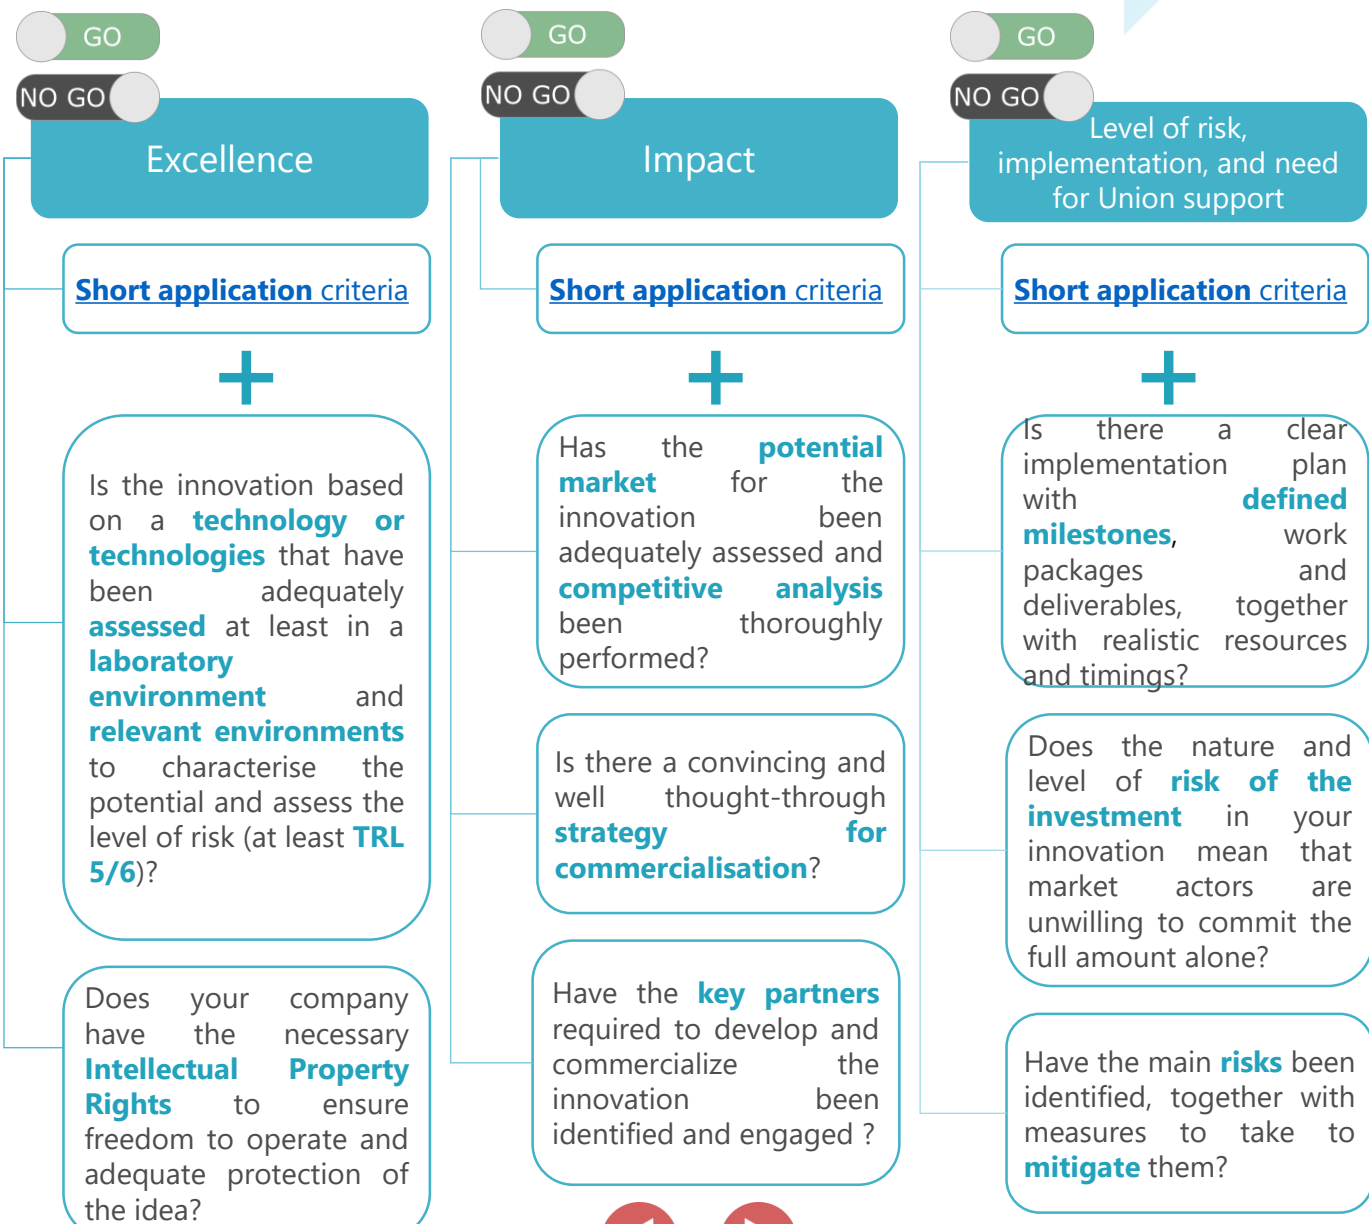 GO
NO GO
Excellence
Short application criteria
+
Is the innovation based
on a technology or
technologies that have
been adequately
assessed at least in a
laboratory
environment and
relevant environments
to characterise the
potential and assess the
level of risk (at least TRL
5/6)?
Does your company
have the necessary
Intellectual Property
Rights to ensure
freedom to operate and
adequate protection of
the idea?
GO
NO GO
Impact
Short application criteria
+
Has the potential
market for the
innovation been
adequately assessed and
competitive analysis
been thoroughly
performed?
Is there a convincing and
well thought-through
strategy for
commercialisation?
Have the key partners
required to develop and
commercialize the
innovation been
identified and engaged ?
GO
NO GO
Level of risk,
implementation, and need
for Union support
Short application criteria
+
Is there a clear
implementation plan
with defined
milestones, work
packages and
deliverables, together
with realistic resources
and timings?
Does the nature and
level of risk of the
investment in your
innovation mean that
market actors are
unwilling to commit the
full amount alone?
Have the main risks been
identified, together with
measures to take to
mitigate them?